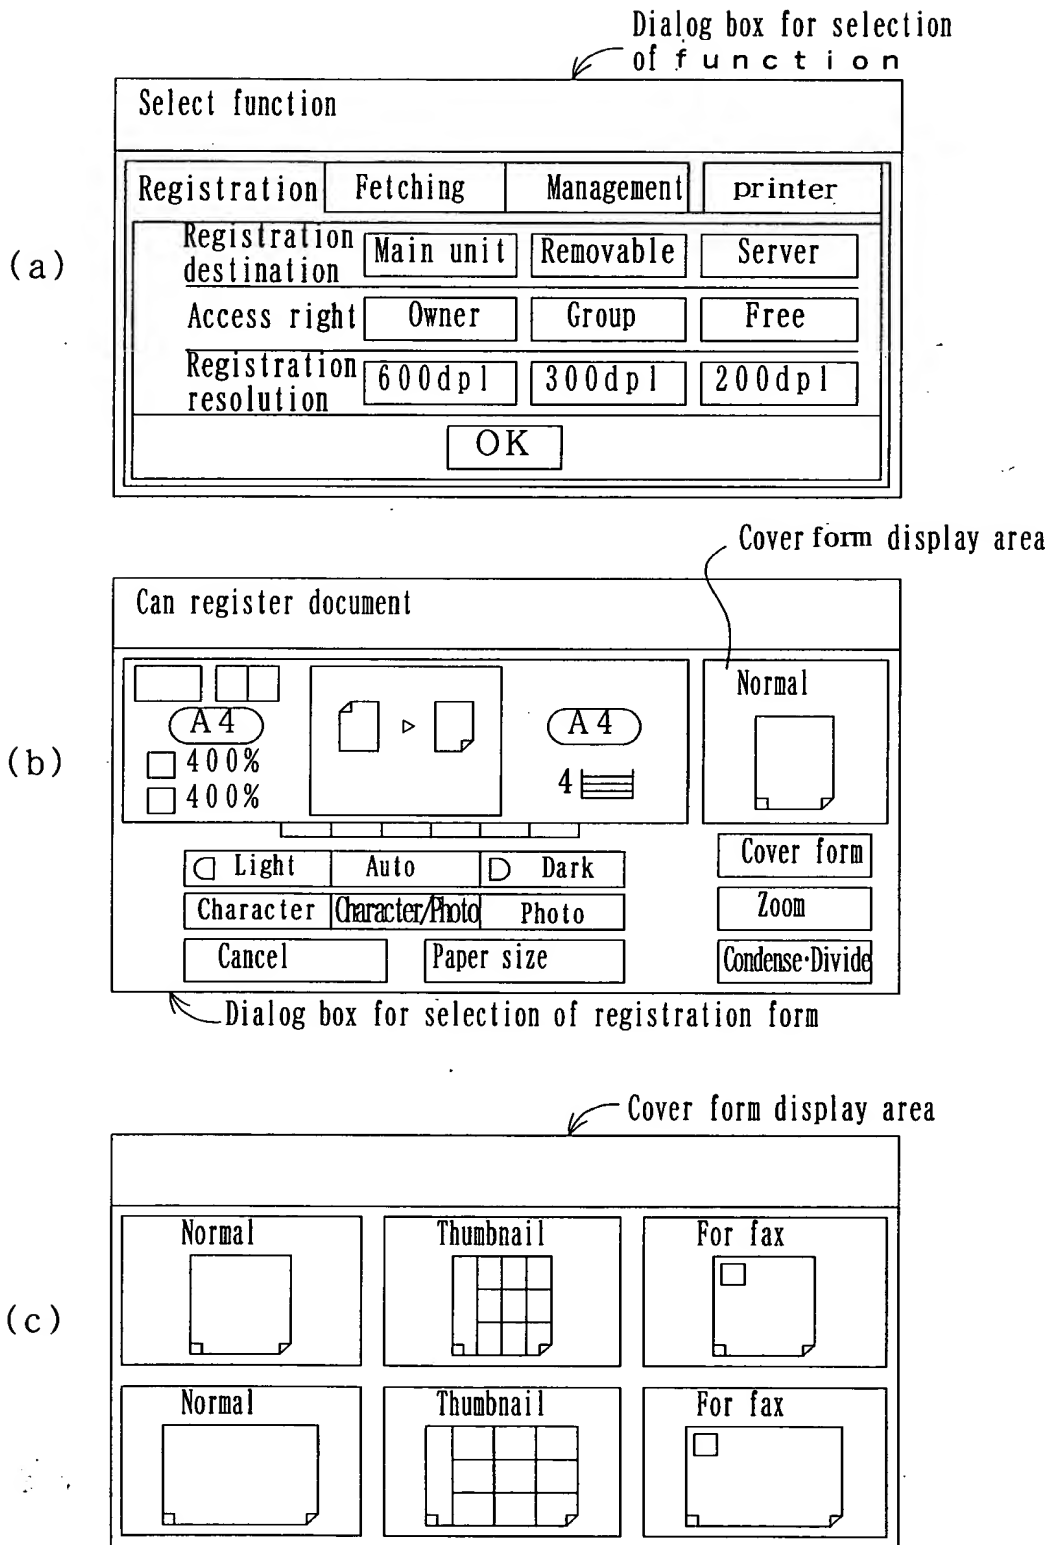 Dialog box for selection
of function
Select function
Registration Fetching Management printer
(a)
Registration
destination
Main unit Removable Server
Access right Owner Group Free
Registration
resolution
600dpl 300dpl 200dpl
OK
Cover form display area
Can register document
Normal
A4 A4
(b)
400%
400%
4
Cover form
Light Auto Dark
Character Character/Photo Photo
Zoom
Cancel Paper size Condense·Divide
Dialog box for selection of registration form
Cover form display area
Normal Thumbnail For fax
(c)
Normal Thumbnail For fax